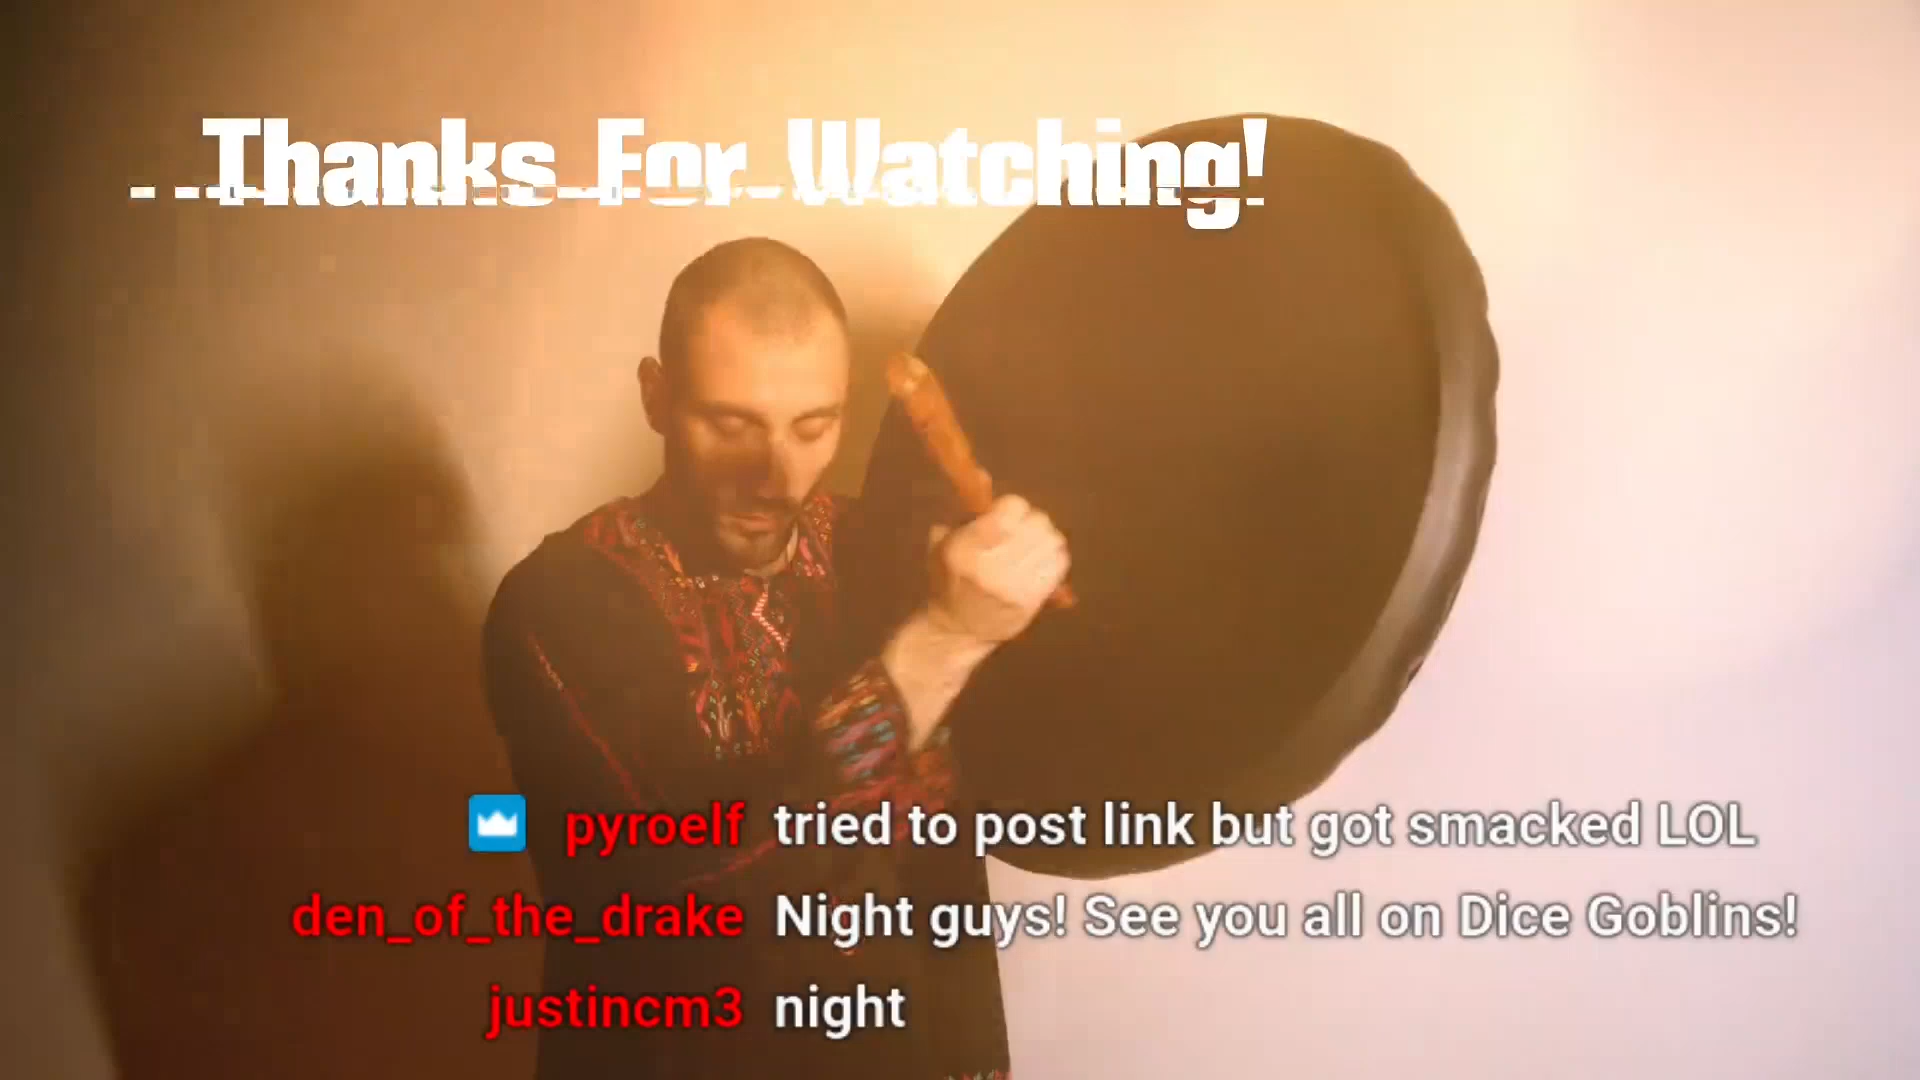 Thanks For Watching!
pyroelf tried to post link but got smacked LOL
den_of_the_drake Night guys! See you all on Dice Goblins!
justincm3 night